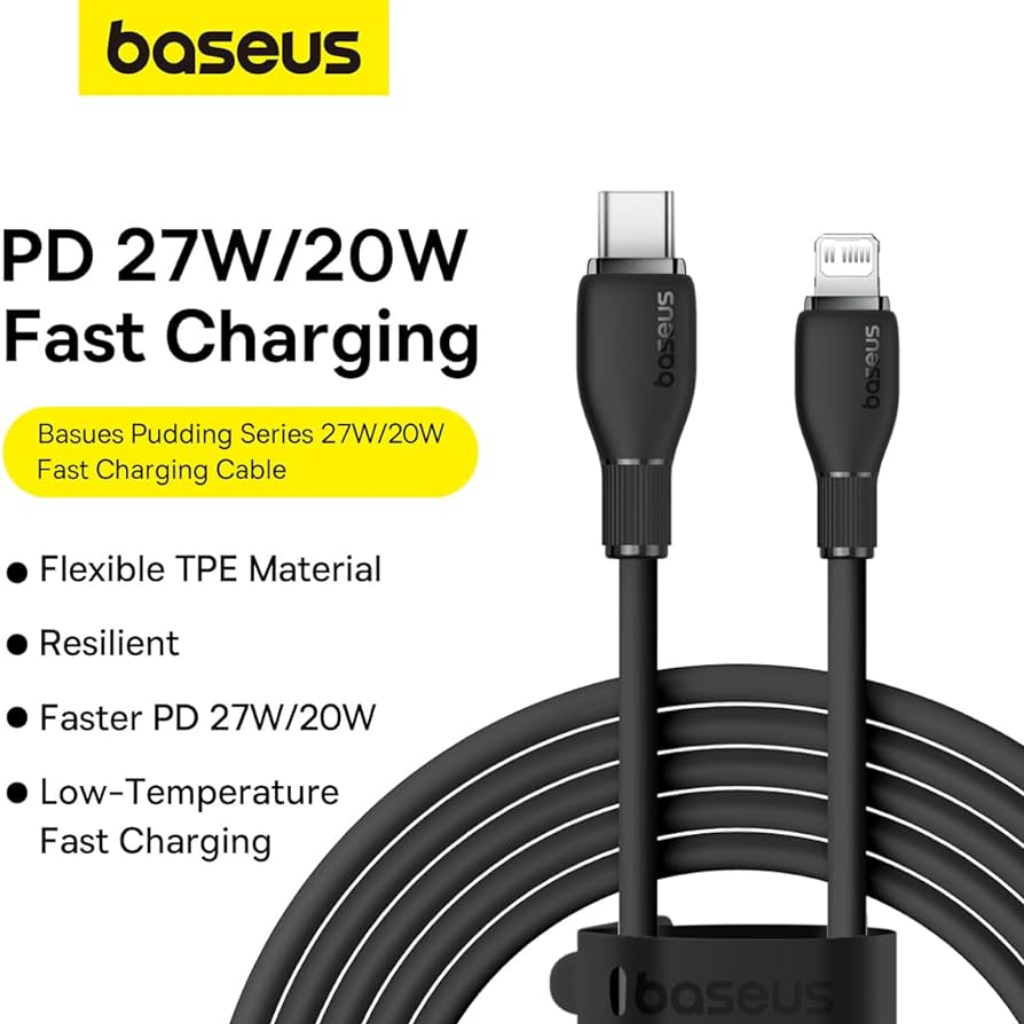 baseus
PD 27W/20W
Fast Charging
Basues Pudding Series 27W/20W
Fast Charging Cable
Flexible TPE Material
Resilient
Faster PD 27W/20W
Low-Temperature
Fast Charging
baseus
baseus
baseus